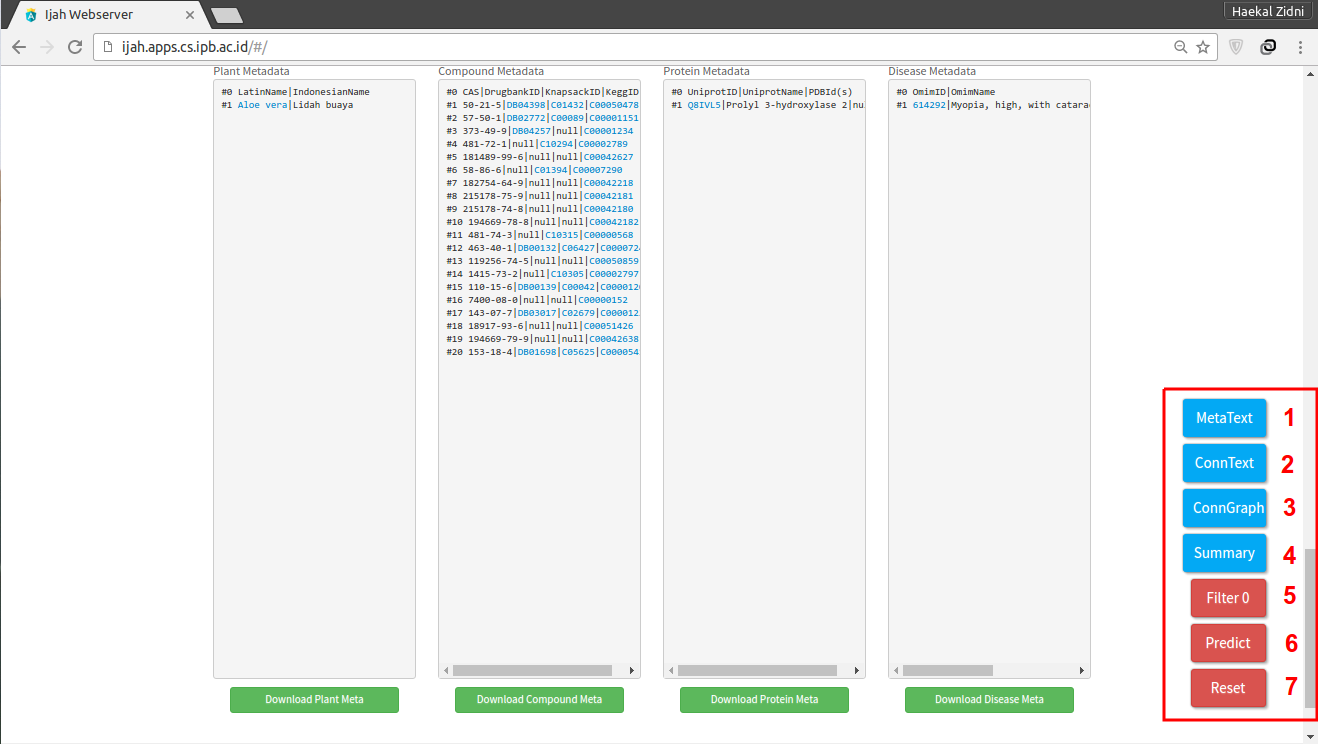 Ijah Webserver
Haekal Zidni
ijah.apps.cs.ipb.ac.id/#/
Plant Metadata
#0 LatinName|IndonesianName
#1 Aloe vera|Lidah buaya
Download Plant Meta
Compound Metadata
#0 CAS|DrugbankID|KnapsackID|KeggID
#1 50-21-5|DB04398|C01432|C00050478
#2 57-50-1|DB02772|C00089|C00001151
#3 373-49-9|DB04257|null|C00001234
#4 481-72-1|null|C10294|C00002789
#5 181489-99-6|null|null|C00042627
#6 58-86-6|null|C01394|C00007290
#7 182754-64-9|null|null|C00042218
#8 215178-75-9|null|null|C00042181
#9 215178-74-8|null|null|C00042180
#10 194669-78-8|null|null|C00042182
#11 481-74-3|null|C10315|C00000568
#12 463-40-1|DB00132|C06427|C0000724
#13 119256-74-5|null|null|C00050859
#14 1415-73-2|null|C10305|C00002797
#15 110-15-6|DB00139|C00042|C0000120
#16 7400-08-0|null|null|C00000152
#17 143-07-7|DB03017|C02679|C000012
#18 18917-93-6|null|null|C00051426
#19 194669-79-9|null|null|C00042638
#20 153-18-4|DB01698|C05625|C000054
Download Compound Meta
Protein Metadata
#0 UniprotID|UniprotName|PDBId(s)
#1 Q8IVL5|Prolyl 3-hydroxylase 2|nu
Download Protein Meta
Disease Metadata
#0 OmimID|OmimName
#1 614292|Myopia, high, with catara
Download Disease Meta
MetaText 1
ConnText 2
ConnGraph 3
Summary 4
Filter 0 5
Predict 6
Reset 7